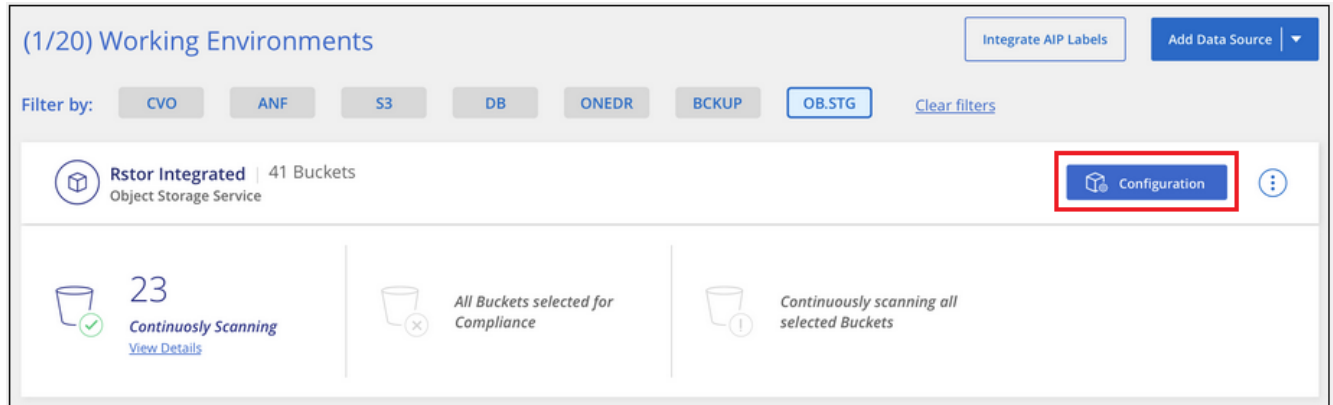 (1/20) Working Environments
Integrate AIP Labels
Add Data Source
Filter by: CVO ANF S3 DB ONEDR BCKUP OB.STG Clear filters
Rstor Integrated | 41 Buckets
Object Storage Service
Configuration
23
Continuosly Scanning
View Details
All Buckets selected for
Compliance
Continuously scanning all
selected Buckets